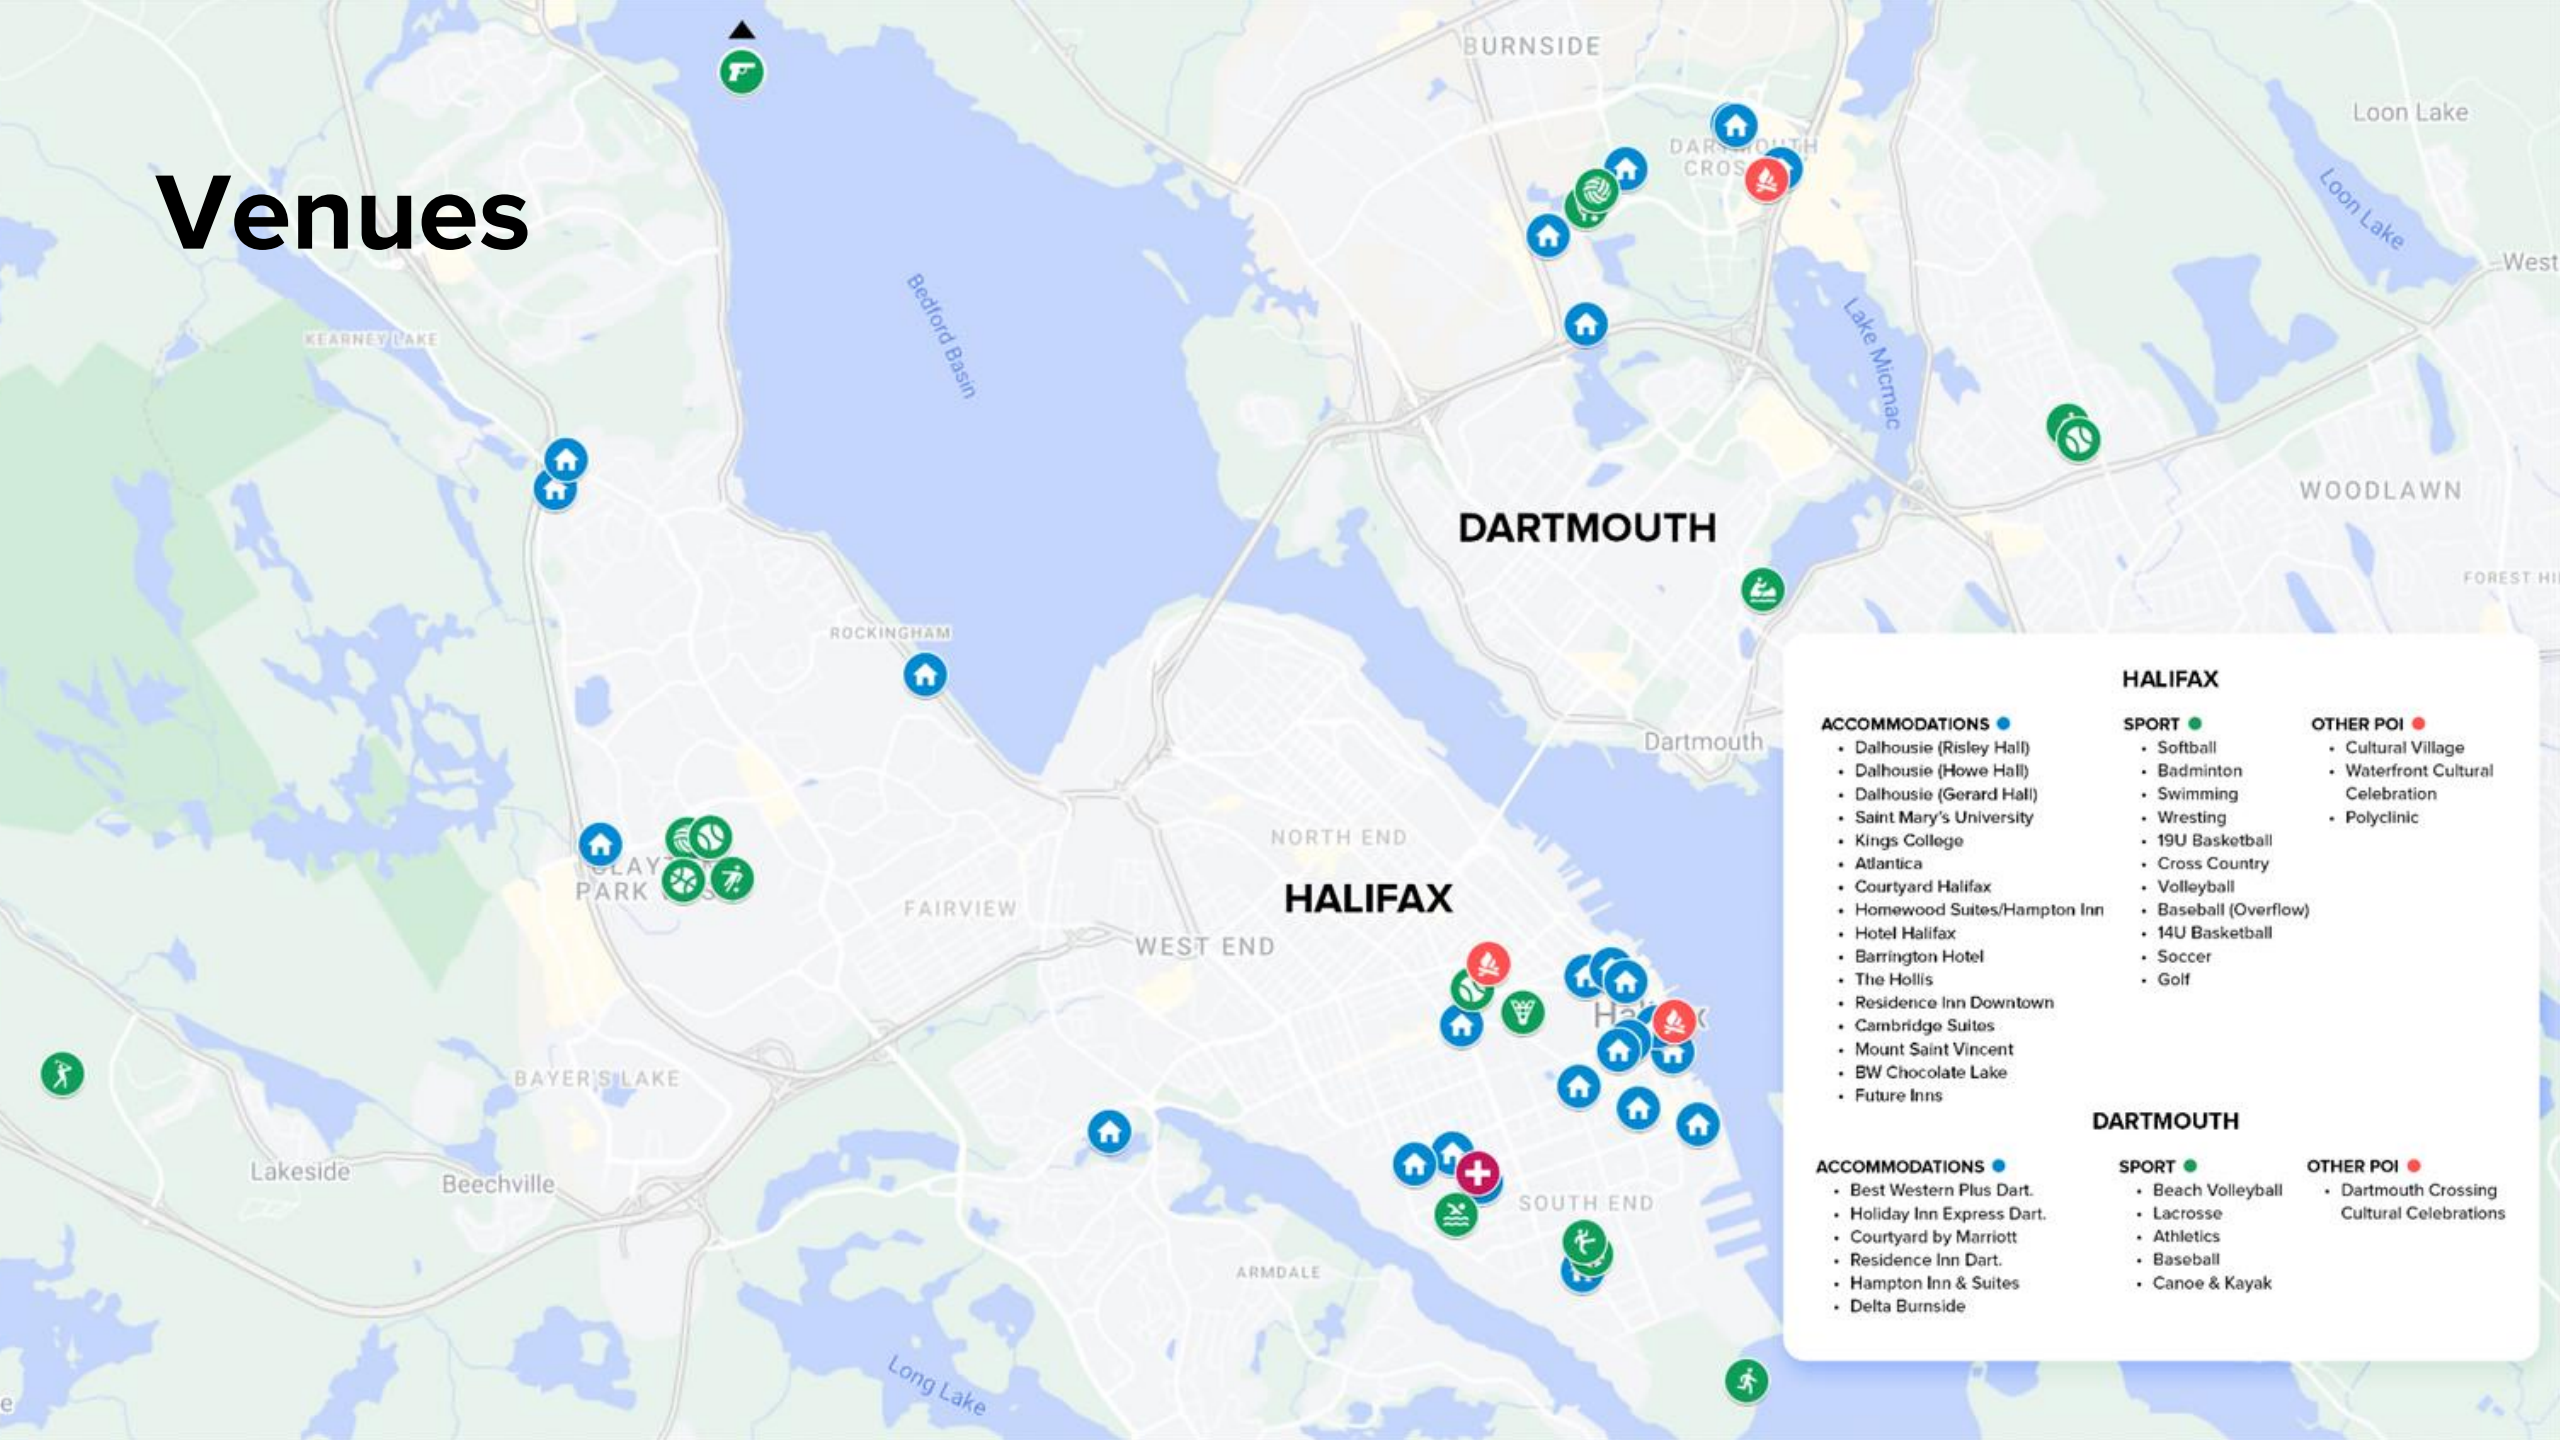 Venues
BURNSIDE
Loon Lake
Loon Lake
West
Bedford Basin
Lake Micmac
KEARNEY LAKE
WOODLAWN
DARTMOUTH
FOREST HI
ROCKINGHAM
Dartmouth
NORTH END
HALIFAX
PARK
FAIRVIEW
WEST END
BAYER'S LAKE
Lakeside
Beechville
SOUTH END
ARMDALE
Long Lake
e
HALIFAX
ACCOMMODATIONS
• Dalhousie (Risley Hall)
• Dalhousie (Howe Hall)
• Dalhousie (Gerard Hall)
• Saint Mary's University
• Kings College
• Atlantica
• Courtyard Halifax
• Homewood Suites/Hampton Inn
• Hotel Halifax
• Barrington Hotel
• The Hollis
• Residence Inn Downtown
• Cambridge Suites
• Mount Saint Vincent
• BW Chocolate Lake
• Future Inns
SPORT
• Softball
• Badminton
• Swimming
• Wresting
• 19U Basketball
• Cross Country
• Volleyball
• Baseball (Overflow)
• 14U Basketball
• Soccer
• Golf
OTHER POI
• Cultural Village
• Waterfront Cultural
Celebration
• Polyclinic
DARTMOUTH
ACCOMMODATIONS
• Best Western Plus Dart.
• Holiday Inn Express Dart.
• Courtyard by Marriott
• Residence Inn Dart.
• Hampton Inn & Suites
• Delta Burnside
SPORT
• Beach Volleyball
• Lacrosse
• Athletics
• Baseball
• Canoe & Kayak
OTHER POI
• Dartmouth Crossing
Cultural Celebrations